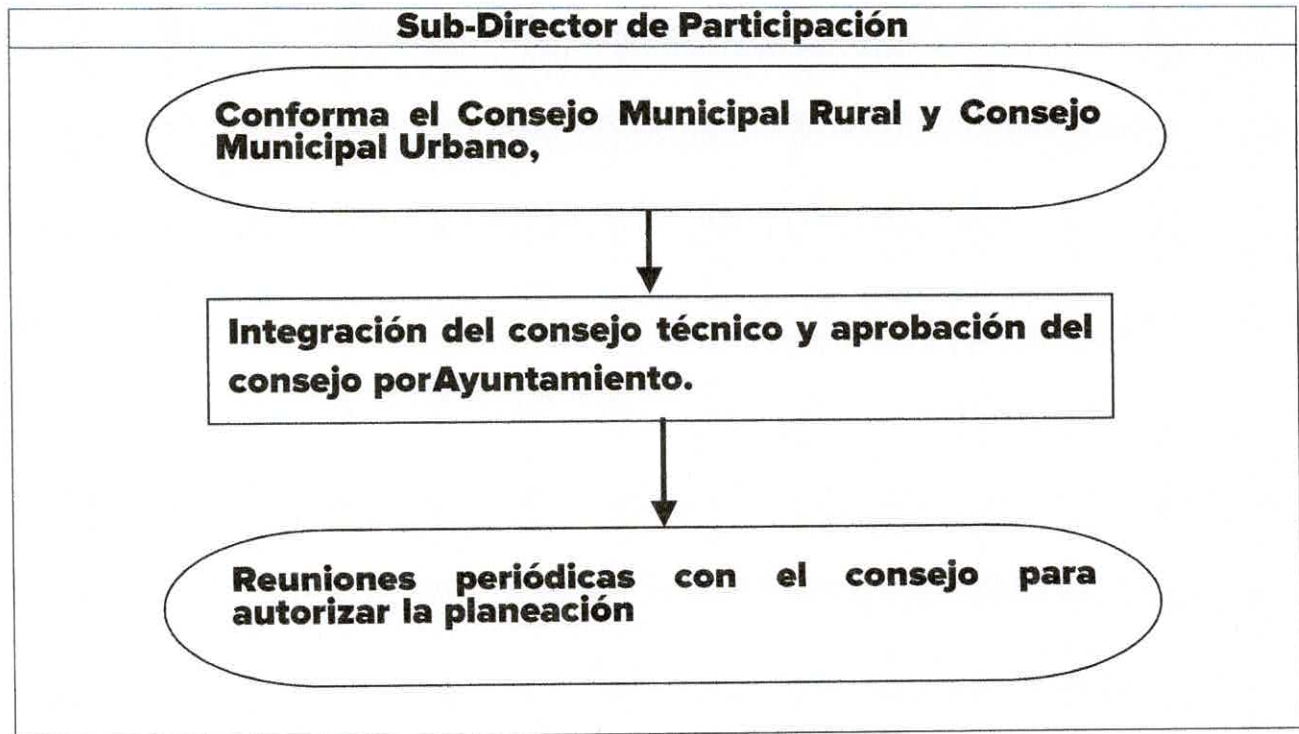 Sub-Director de Participación
Conforma el Consejo Municipal Rural y Consejo
Municipal Urbano,
Integración del consejo técnico y aprobación del
consejo porAyuntamiento.
Reuniones periódicas con el consejo para
autorizar la planeación